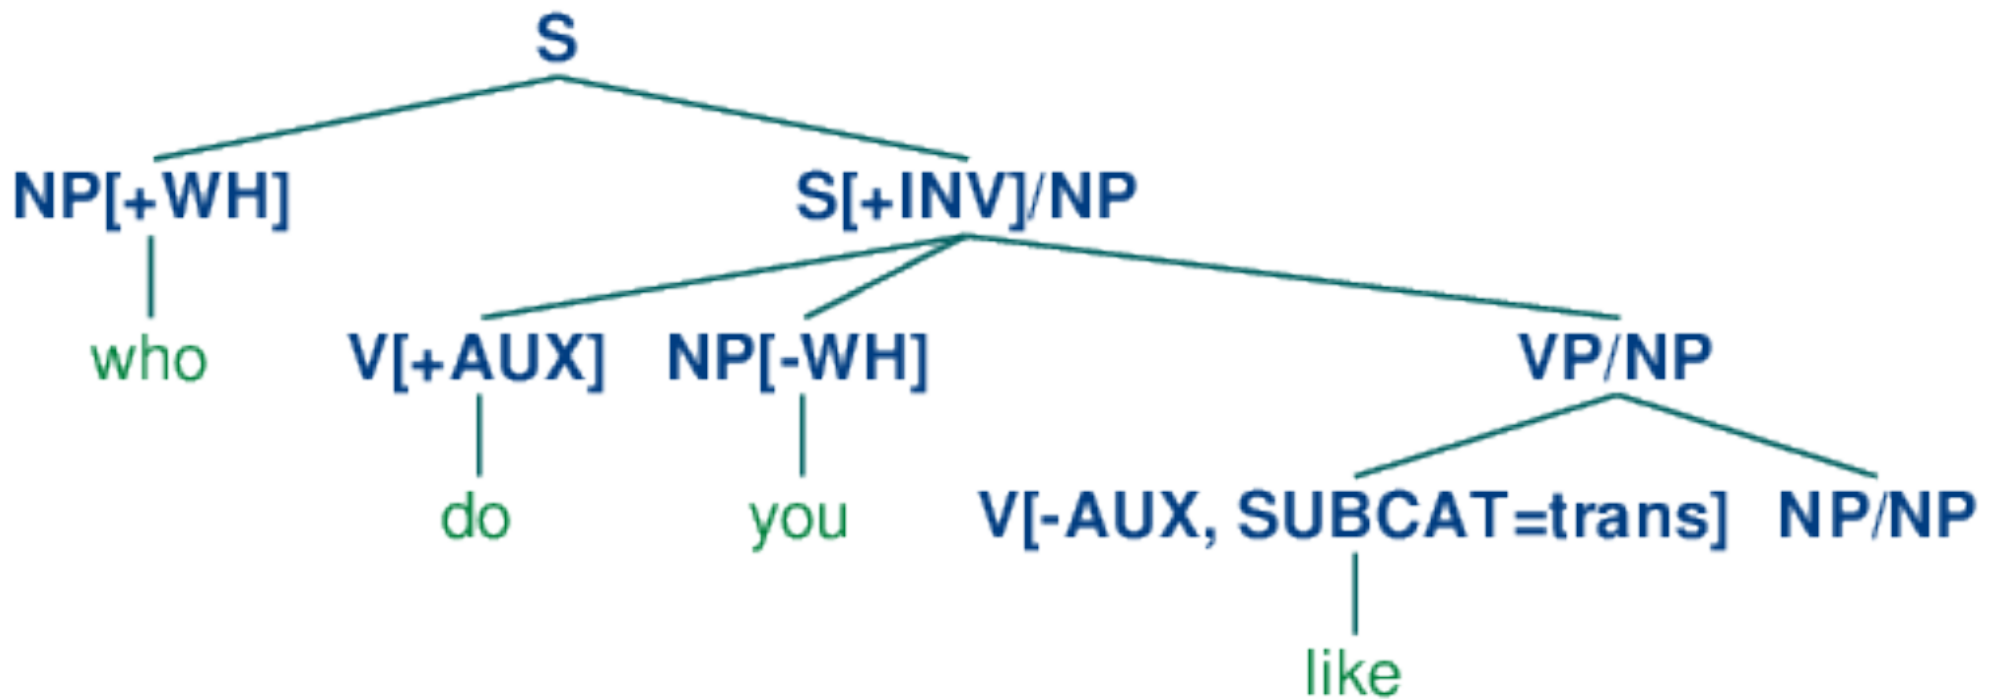 S
NP[+WH] S[+INV]/NP
who V[+AUX] NP[-WH] VP/NP
do you V[-AUX, SUBCAT=trans] NP/NP
like